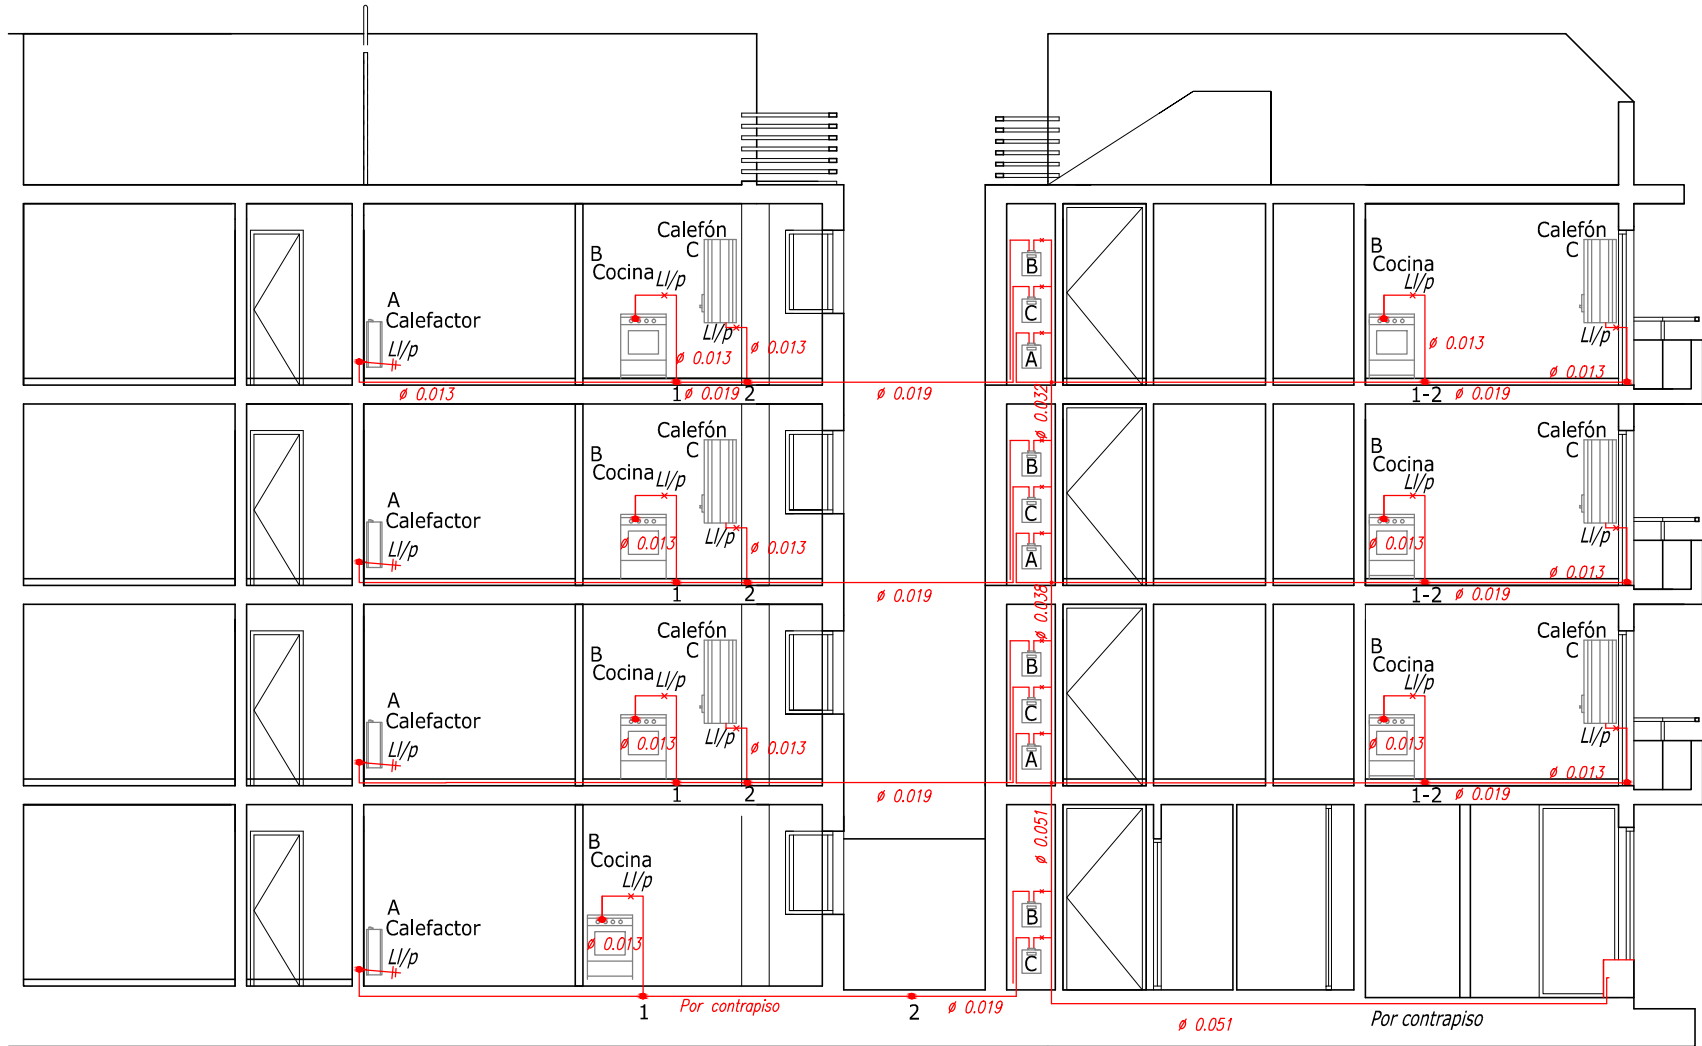 Calefón
C
B
Cocina
Ll/p
A
Calefactor
Ll/p
Ll/p
ø 0.013
ø 0.013
ø 0.013
1
ø 0.019
2
ø 0.019
B
C
A
ø 0.032
B
Cocina
Ll/p
Calefón
C
Ll/p
ø 0.013
ø 0.013
1-2
ø 0.019
Calefón
C
B
Cocina
Ll/p
A
Calefactor
Ll/p
Ll/p
ø 0.013
ø 0.013
1
2
ø 0.019
B
C
A
ø 0.038
B
Cocina
Ll/p
Calefón
C
Ll/p
ø 0.013
ø 0.013
1-2
ø 0.019
Calefón
C
B
Cocina
Ll/p
A
Calefactor
Ll/p
Ll/p
ø 0.013
ø 0.013
1
2
ø 0.019
B
C
A
ø 0.051
B
Cocina
Ll/p
Calefón
C
Ll/p
ø 0.013
ø 0.013
1-2
ø 0.019
B
Cocina
Ll/p
A
Calefactor
Ll/p
ø 0.013
1
Por contrapiso
2
ø 0.019
B
C
ø 0.051
Por contrapiso